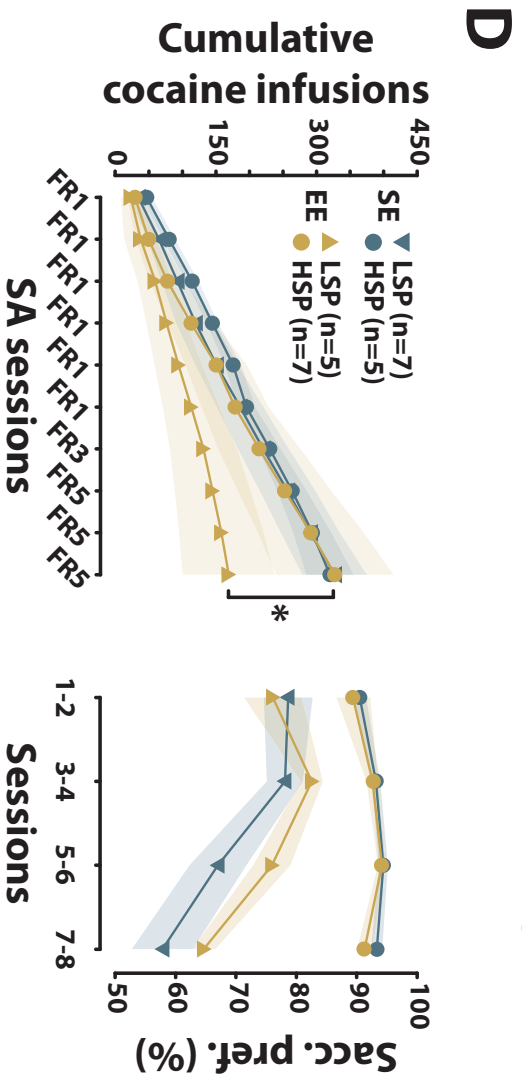 D
Cumulative
cocaine infusions
450
300
150
0
SE
LSP (n=7)
HSP (n=5)
EE
LSP (n=5)
HSP (n=7)
*
FR1 FR1 FR1 FR1 FR1 FR1 FR3 FR5 FR5 FR5
SA sessions
100
90
80
70
60
50
Sacc. pref. (%)
1-2 3-4 5-6 7-8
Sessions